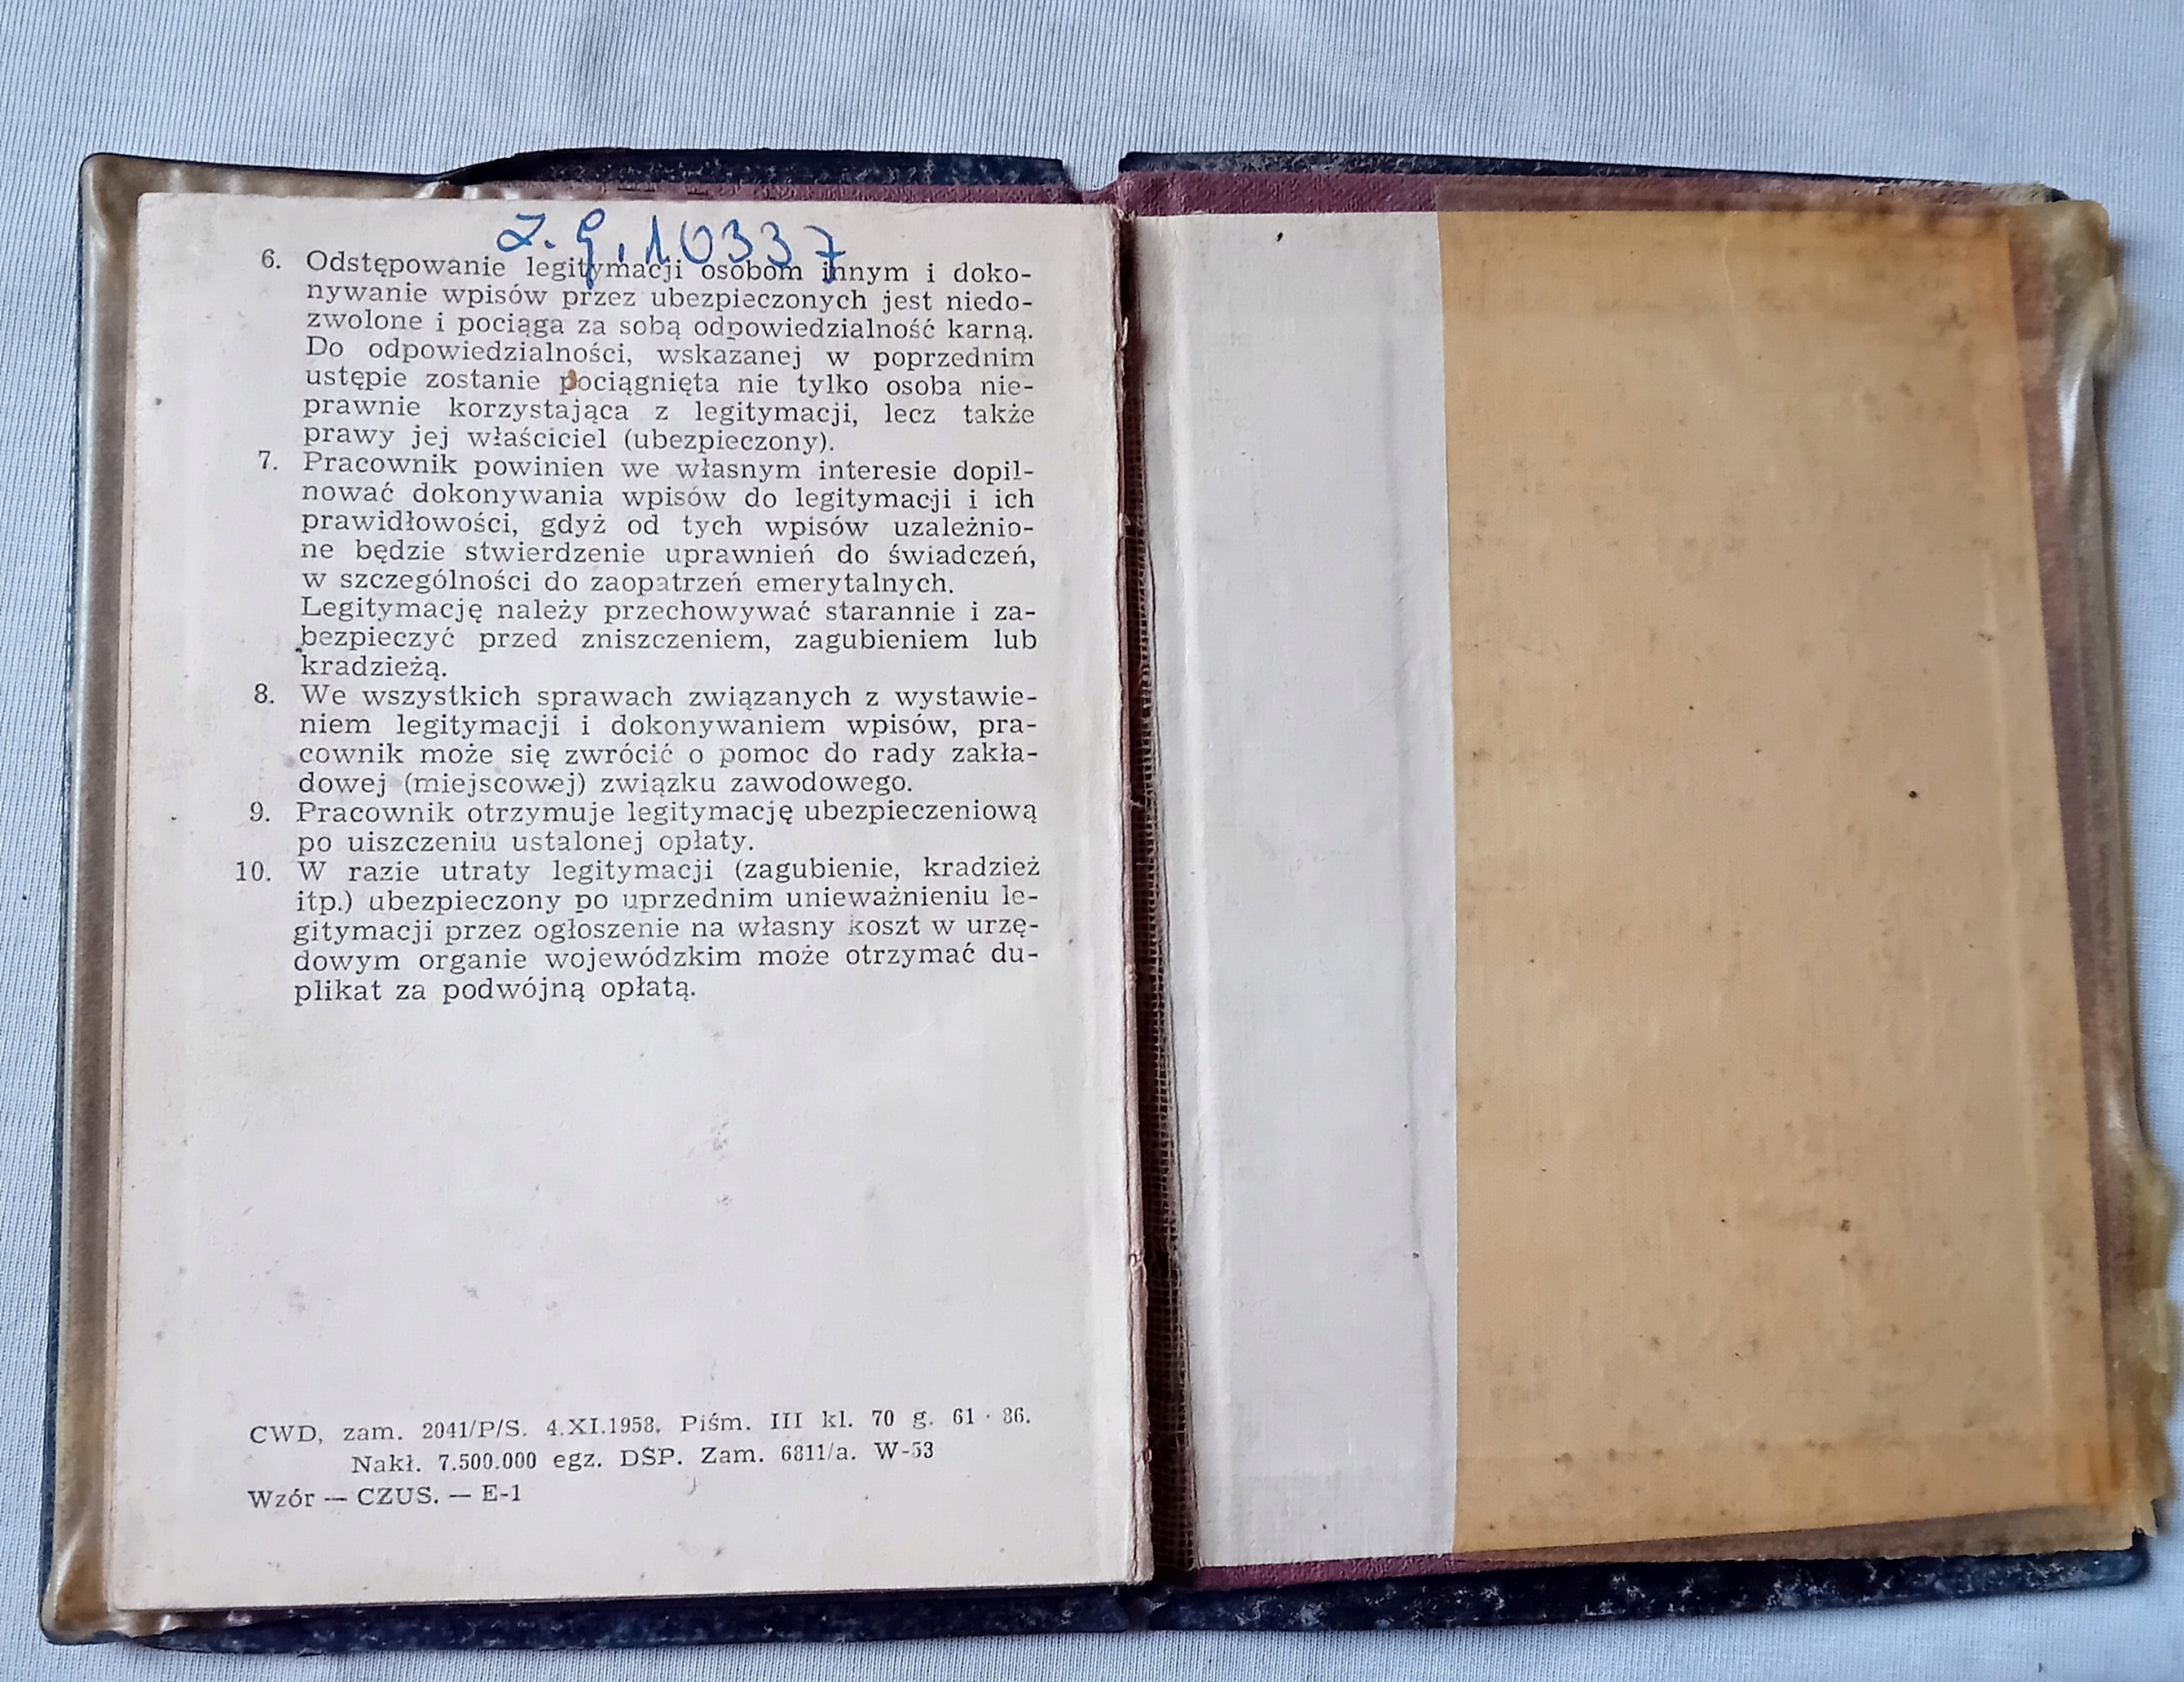 z. g. 10337
6. Odstępowanie legitymacji osobom innym i doko-
nywanie wpisów przez ubezpieczonych jest niedo-
zwolone i pociąga za sobą odpowiedzialność karną.
Do odpowiedzialności, wskazanej w poprzednim
ustępie zostanie pociągnięta nie tylko osoba nie-
prawnie korzystająca z legitymacji, lecz także
prawy jej właściciel (ubezpieczony).
7. Pracownik powinien we własnym interesie dopil-
nować dokonywania wpisów do legitymacji i ich
prawidłowości, gdyż od tych wpisów uzależnio-
ne będzie stwierdzenie uprawnień do świadczeń,
w szczególności do zaopatrzeń emerytalnych.
Legitymację należy przechowywać starannie i za-
bezpieczyć przed zniszczeniem, zagubieniem lub
kradzieżą.
8. We wszystkich sprawach związanych z wystawie-
niem legitymacji i dokonywaniem wpisów, pra-
cownik może się zwrócić o pomoc do rady zakła-
dowej (miejscowej) związku zawodowego.
9. Pracownik otrzymuje legitymację ubezpieczeniową
po uiszczeniu ustalonej opłaty.
10. W razie utraty legitymacji (zagubienie, kradzież
itp.) ubezpieczony po uprzednim unieważnieniu le-
gitymacji przez ogłoszenie na własny koszt w urzę-
dowym organie wojewódzkim może otrzymać du-
plikat za podwójną opłatą.
CWD, zam. 2041/P/S. 4.XI.1958, Piśm. III kl. 70 g. 61 · 86.
Nakł. 7.500.000 egz. DSP. Zam. 6811/a. W-53
Wzór — CZUS. — E-1